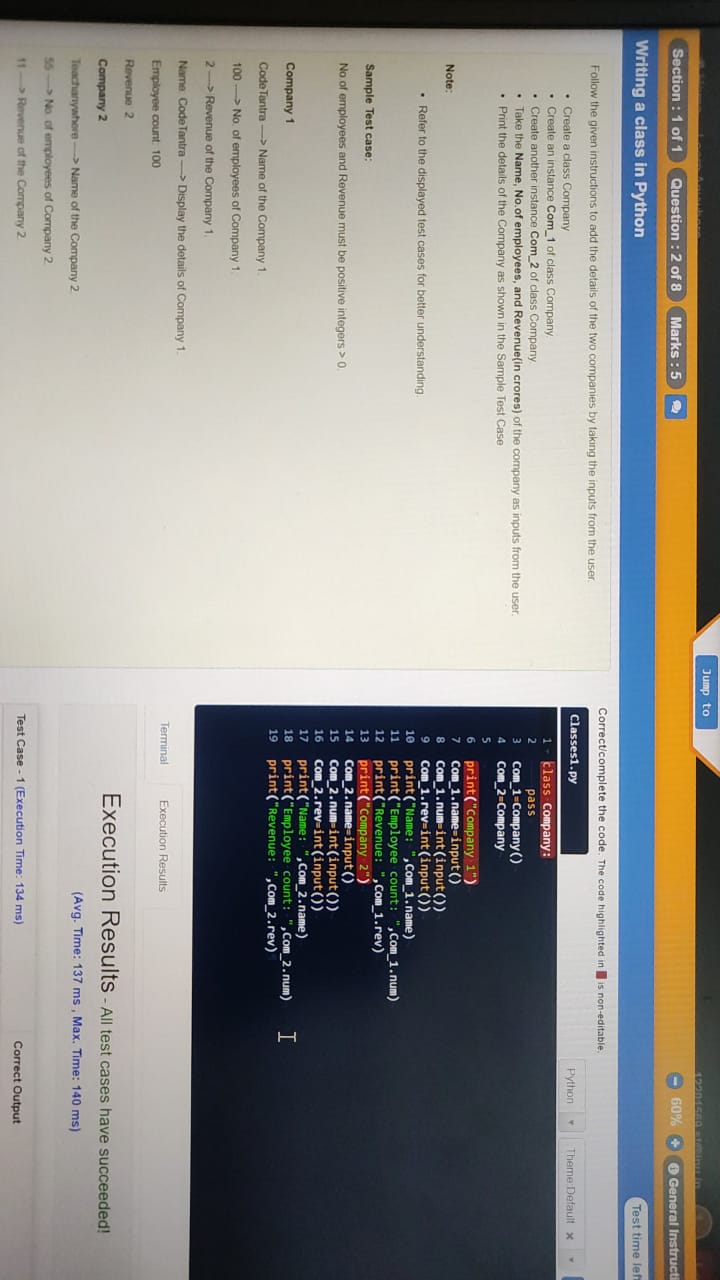 Section : 1 of 1 Question : 2 of 8 Marks : 5
Jump to
60% General Instruct
Writing a class in Python
Test time lef
Follow the given instructions to add the details of the two companies by taking the inputs from the user.
• Create a class Company
• Create an instance Com_1 of class Company.
• Create another instance Com_2 of class Company.
• Take the Name, No.of employees, and Revenue(in crores) of the company as inputs from the user.
• Print the details of the Company as shown in the Sample Test Case
Note:
• Refer to the displayed test cases for better understanding.
Sample Test case:
No.of employees and Revenue must be positive integers > 0.
Company 1
CodeTantra ---> Name of the Company 1.
100 ---> No. of employees of Company 1.
2 ---> Revenue of the Company 1.
Name: CodeTantra ---> Display the details of Company 1.
Employee count: 100
Revenue: 2
Company 2
Teachanywhere ---> Name of the Company 2.
55 ---> No. of employees of Company 2.
11 ---> Revenue of the Company 2.
Correct/complete the code. The code highlighted in is non-editable.
Classes1.py
Python
Theme:Default
1 class Company:
2 pass
3 Com_1=Company()
4 Com_2=Company
5
6 print("Company 1")
7 Com_1.name=input()
8 Com_1.num=int(input())
9 Com_1.rev=int(input())
10 print("Name: ",Com_1.name)
11 print("Employee count: ",Com_1.num)
12 print("Revenue: ",Com_1.rev)
13 print("Company 2")
14 Com_2.name=input()
15 Com_2.num=int(input())
16 Com_2.rev=int(input())
17 print("Name: ",Com_2.name)
18 print("Employee count: ",Com_2.num)
19 print("Revenue: ",Com_2.rev)
Terminal Execution Results
Execution Results - All test cases have succeeded!
(Avg. Time: 137 ms , Max. Time: 140 ms)
Test Case - 1 (Execution Time: 134 ms)
Correct Output